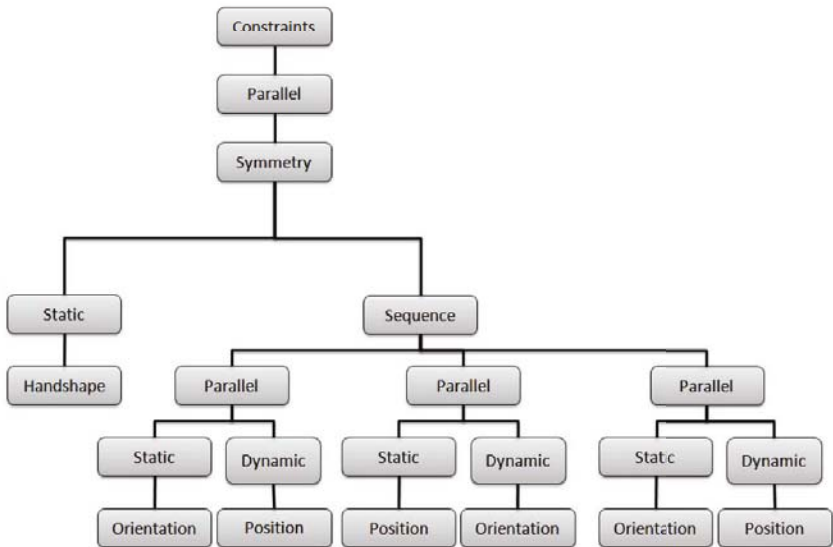 Constraints
Parallel
Symmetry
Static
Sequence
Handshape
Parallel
Parallel
Parallel
Static
Dynamic
Static
Dynamic
Static
Dynamic
Orientation
Position
Position
Orientation
Orientation
Position